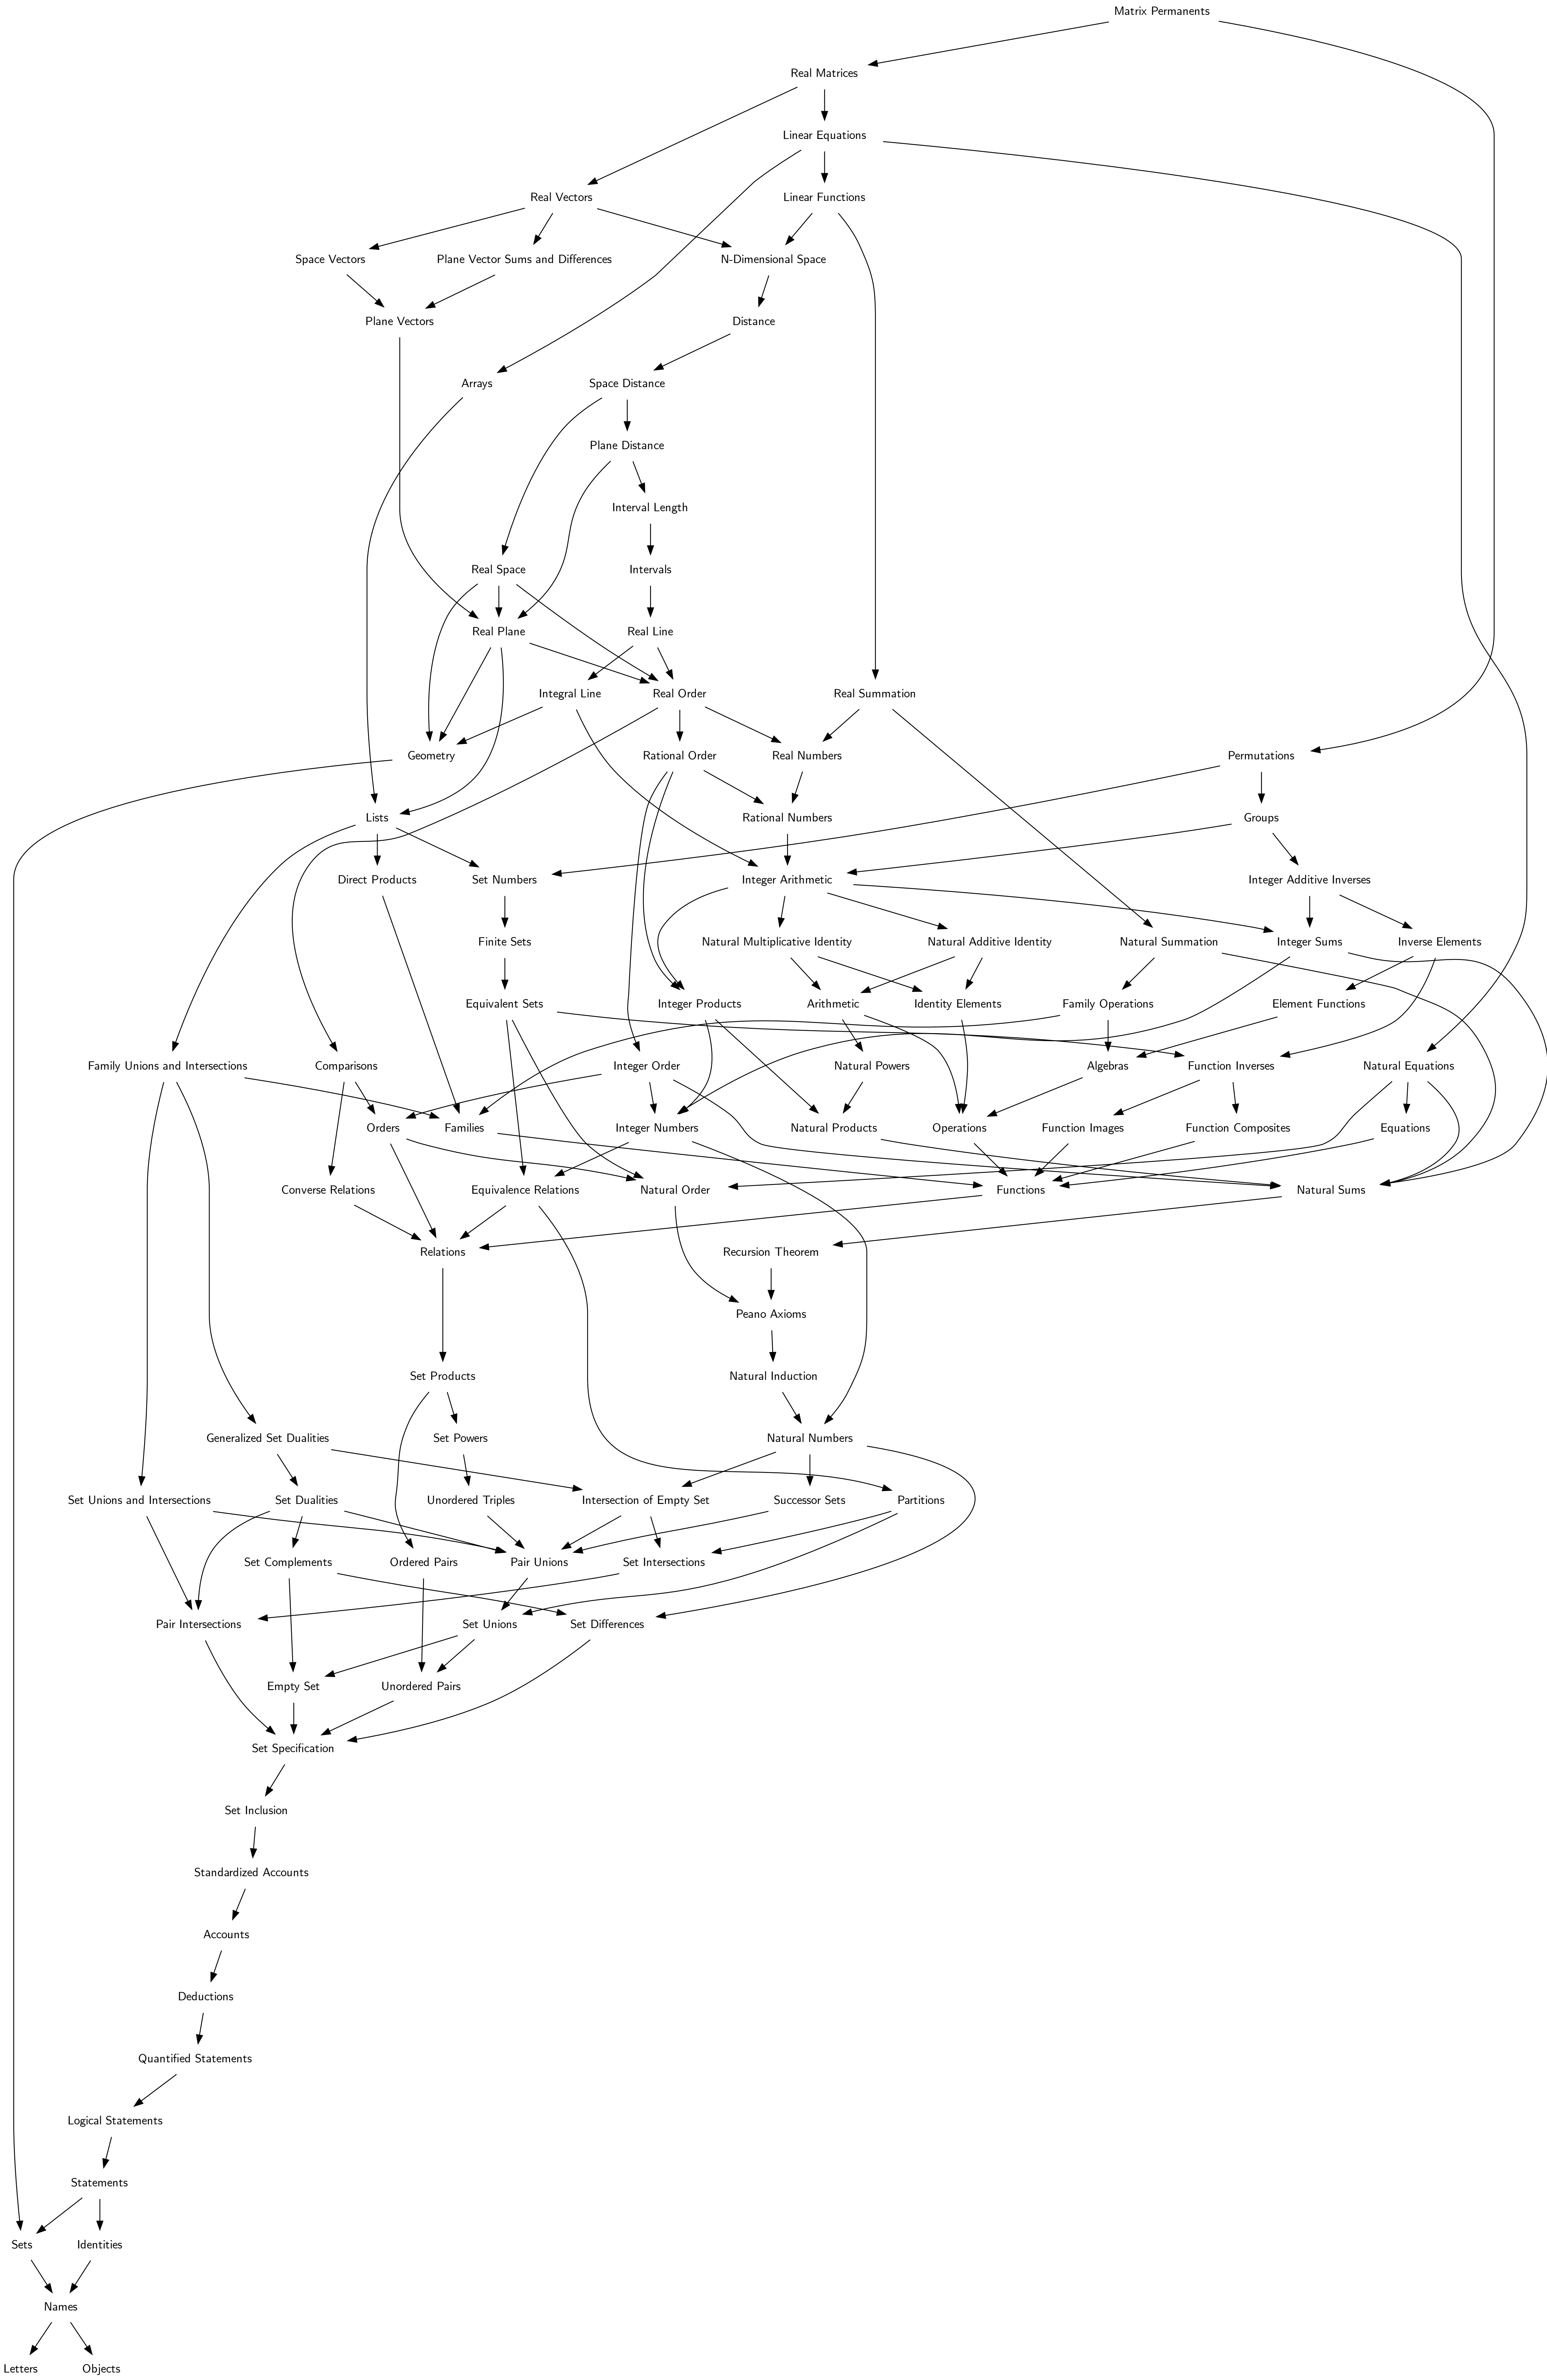 Matrix Permanents
Real Matrices
Linear Equations
Real Vectors
Linear Functions
Space Vectors
Plane Vector Sums and Differences
N-Dimensional Space
Plane Vectors
Distance
Arrays
Space Distance
Plane Distance
Interval Length
Real Space
Intervals
Real Plane
Real Line
Integral Line
Real Order
Real Summation
Geometry
Rational Order
Real Numbers
Permutations
Lists
Rational Numbers
Groups
Direct Products
Set Numbers
Integer Arithmetic
Integer Additive Inverses
Finite Sets
Natural Multiplicative Identity
Natural Additive Identity
Natural Summation
Integer Sums
Inverse Elements
Equivalent Sets
Integer Products
Arithmetic
Identity Elements
Family Operations
Element Functions
Family Unions and Intersections
Comparisons
Integer Order
Natural Powers
Algebras
Function Inverses
Natural Equations
Orders
Families
Integer Numbers
Natural Products
Operations
Function Images
Function Composites
Equations
Converse Relations
Equivalence Relations
Natural Order
Functions
Natural Sums
Relations
Recursion Theorem
Peano Axioms
Set Products
Natural Induction
Generalized Set Dualities
Set Powers
Natural Numbers
Set Unions and Intersections
Set Dualities
Unordered Triples
Intersection of Empty Set
Successor Sets
Partitions
Set Complements
Ordered Pairs
Pair Unions
Set Intersections
Pair Intersections
Set Unions
Set Differences
Empty Set
Unordered Pairs
Set Specification
Set Inclusion
Standardized Accounts
Accounts
Deductions
Quantified Statements
Logical Statements
Statements
Sets
Identities
Names
Letters
Objects